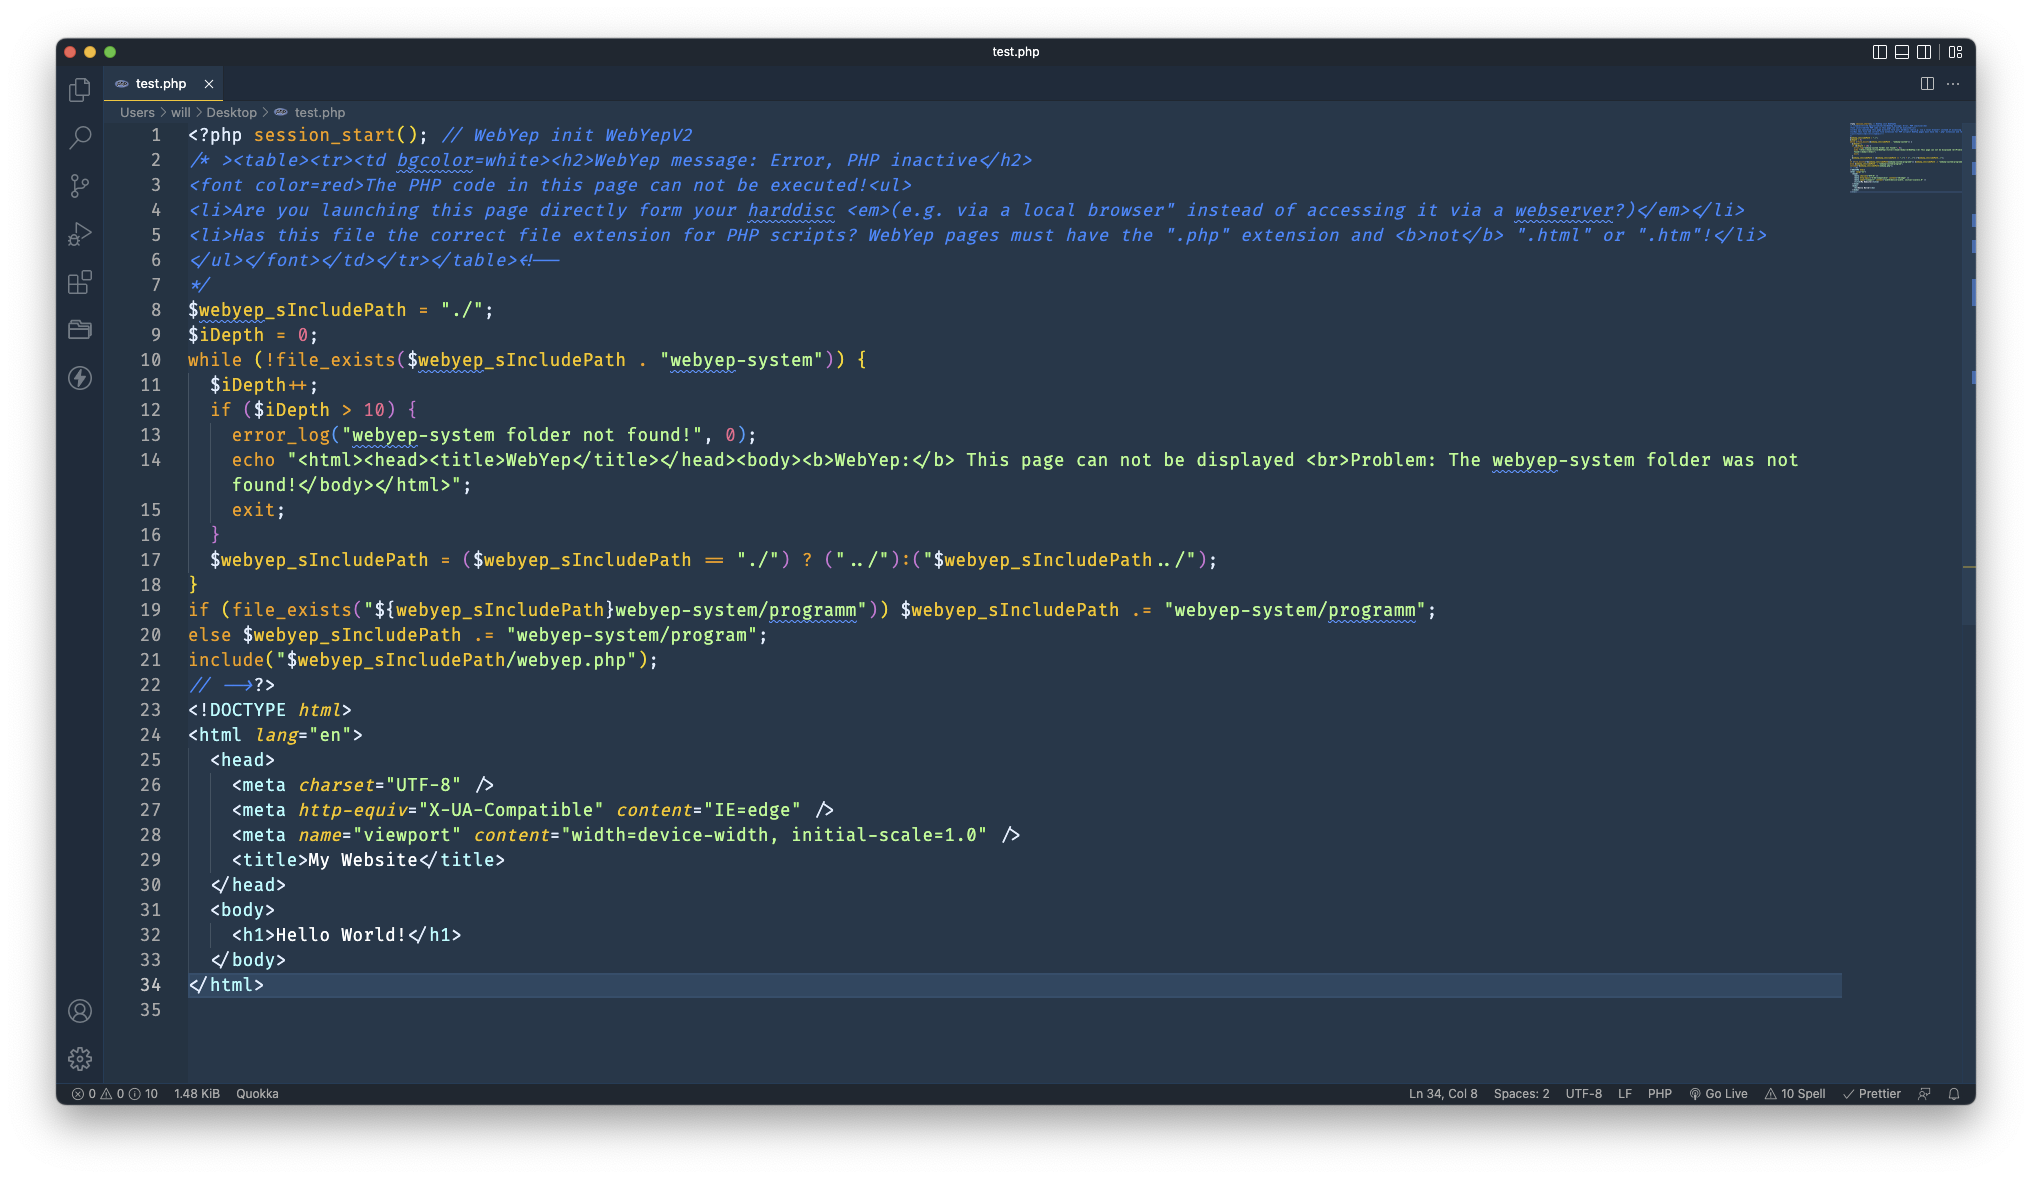 test.php
test.php
Users > will > Desktop > test.php
1 <?php session_start(); // WebYep init WebYepV2
2 /* ><table><tr><td bgcolor=white><h2>WebYep message: Error, PHP inactive</h2>
3 <font color=red>The PHP code in this page can not be executed!<ul>
4 <li>Are you launching this page directly form your harddisc <em>(e.g. via a local browser" instead of accessing it via a webserver?)</em></li>
5 <li>Has this file the correct file extension for PHP scripts? WebYep pages must have the ".php" extension and <b>not</b> ".html" or ".htm"!</li>
6 </ul></font></td></tr></table><!--
7 */
8 $webyep_sIncludePath = "./";
9 $iDepth = 0;
10 while (!file_exists($webyep_sIncludePath . "webyep-system")) {
11 $iDepth++;
12 if ($iDepth > 10) {
13 error_log("webyep-system folder not found!", 0);
14 echo "<html><head><title>WebYep</title></head><body><b>WebYep:</b> This page can not be displayed <br>Problem: The webyep-system folder was not
found!</body></html>";
15 exit;
16 }
17 $webyep_sIncludePath = ($webyep_sIncludePath == "./") ? ("../"):("$webyep_sIncludePath../");
18 }
19 if (file_exists("${webyep_sIncludePath}webyep-system/programm")) $webyep_sIncludePath .= "webyep-system/programm";
20 else $webyep_sIncludePath .= "webyep-system/program";
21 include("$webyep_sIncludePath/webyep.php");
22 // -->?>
23 <!DOCTYPE html>
24 <html lang="en">
25 <head>
26 <meta charset="UTF-8" />
27 <meta http-equiv="X-UA-Compatible" content="IE=edge" />
28 <meta name="viewport" content="width=device-width, initial-scale=1.0" />
29 <title>My Website</title>
30 </head>
31 <body>
32 <h1>Hello World!</h1>
33 </body>
34 </html>
35
0 0 10 1.48 KiB Quokka Ln 34, Col 8 Spaces: 2 UTF-8 LF PHP Go Live 10 Spell Prettier